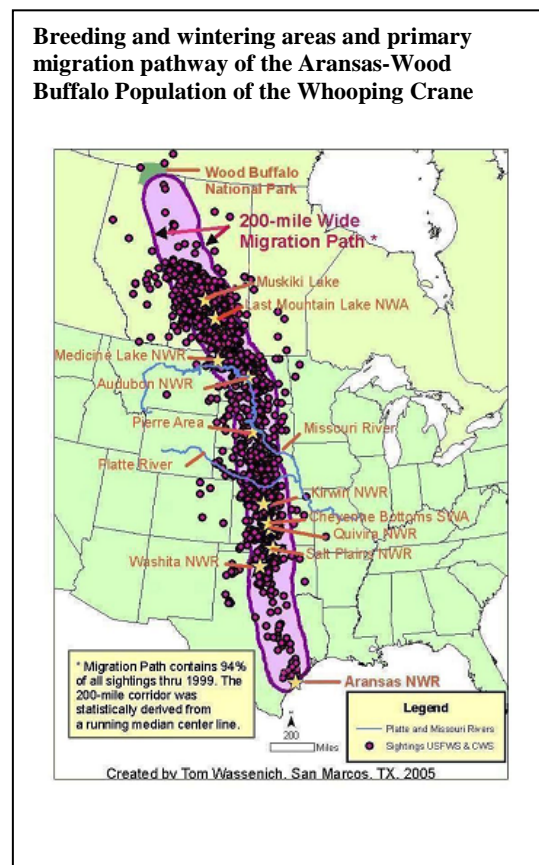 Breeding and wintering areas and primary
migration pathway of the Aransas-Wood
Buffalo Population of the Whooping Crane
Wood Buffalo
National Park
200-mile Wide
Migration Path *
Muskiki Lake
Last Mountain Lake NWA
Medicine Lake NWR
Audubon NWR
Pierre Area
Missouri River
Platte River
Kirwin NWR
Cheyenne Bottoms SWA
Quivira NWR
Salt Plains NWR
Washita NWR
* Migration Path contains 94%
of all sightings thru 1999. The
200-mile corridor was
statistically derived from
a running median center line.
Aransas NWR
200
Miles
Legend
Platte and Missouri Rivers
Sightings USFWS & CWS
Created by Tom Wassenich, San Marcos, TX, 2005